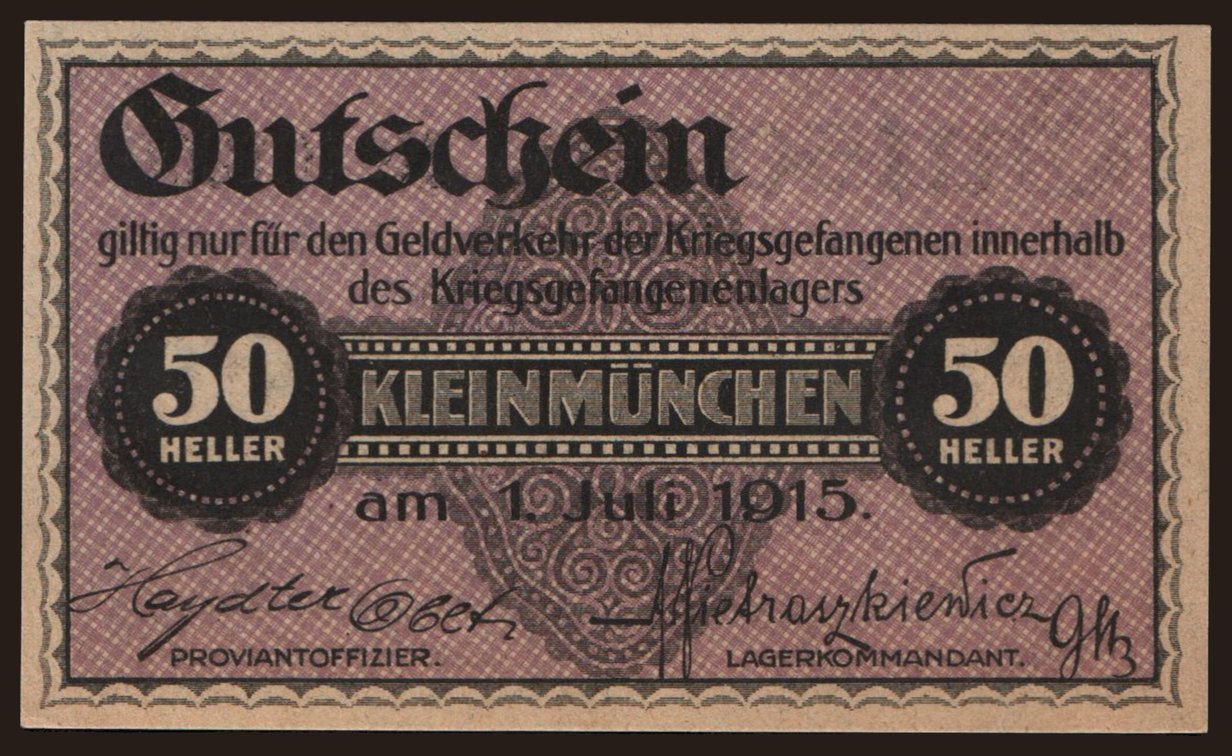 Gutschein
giltig nur für den Geldverkehr der Kriegsgefangenen innerhalb
des Kriegsgefangenenlagers
50
HELLER
KLEINMÜNCHEN
50
HELLER
am 1. Juli 1915.
Haydter
Pietraszkiewicz
PROVIANTOFFIZIER.
LAGERKOMMANDANT.